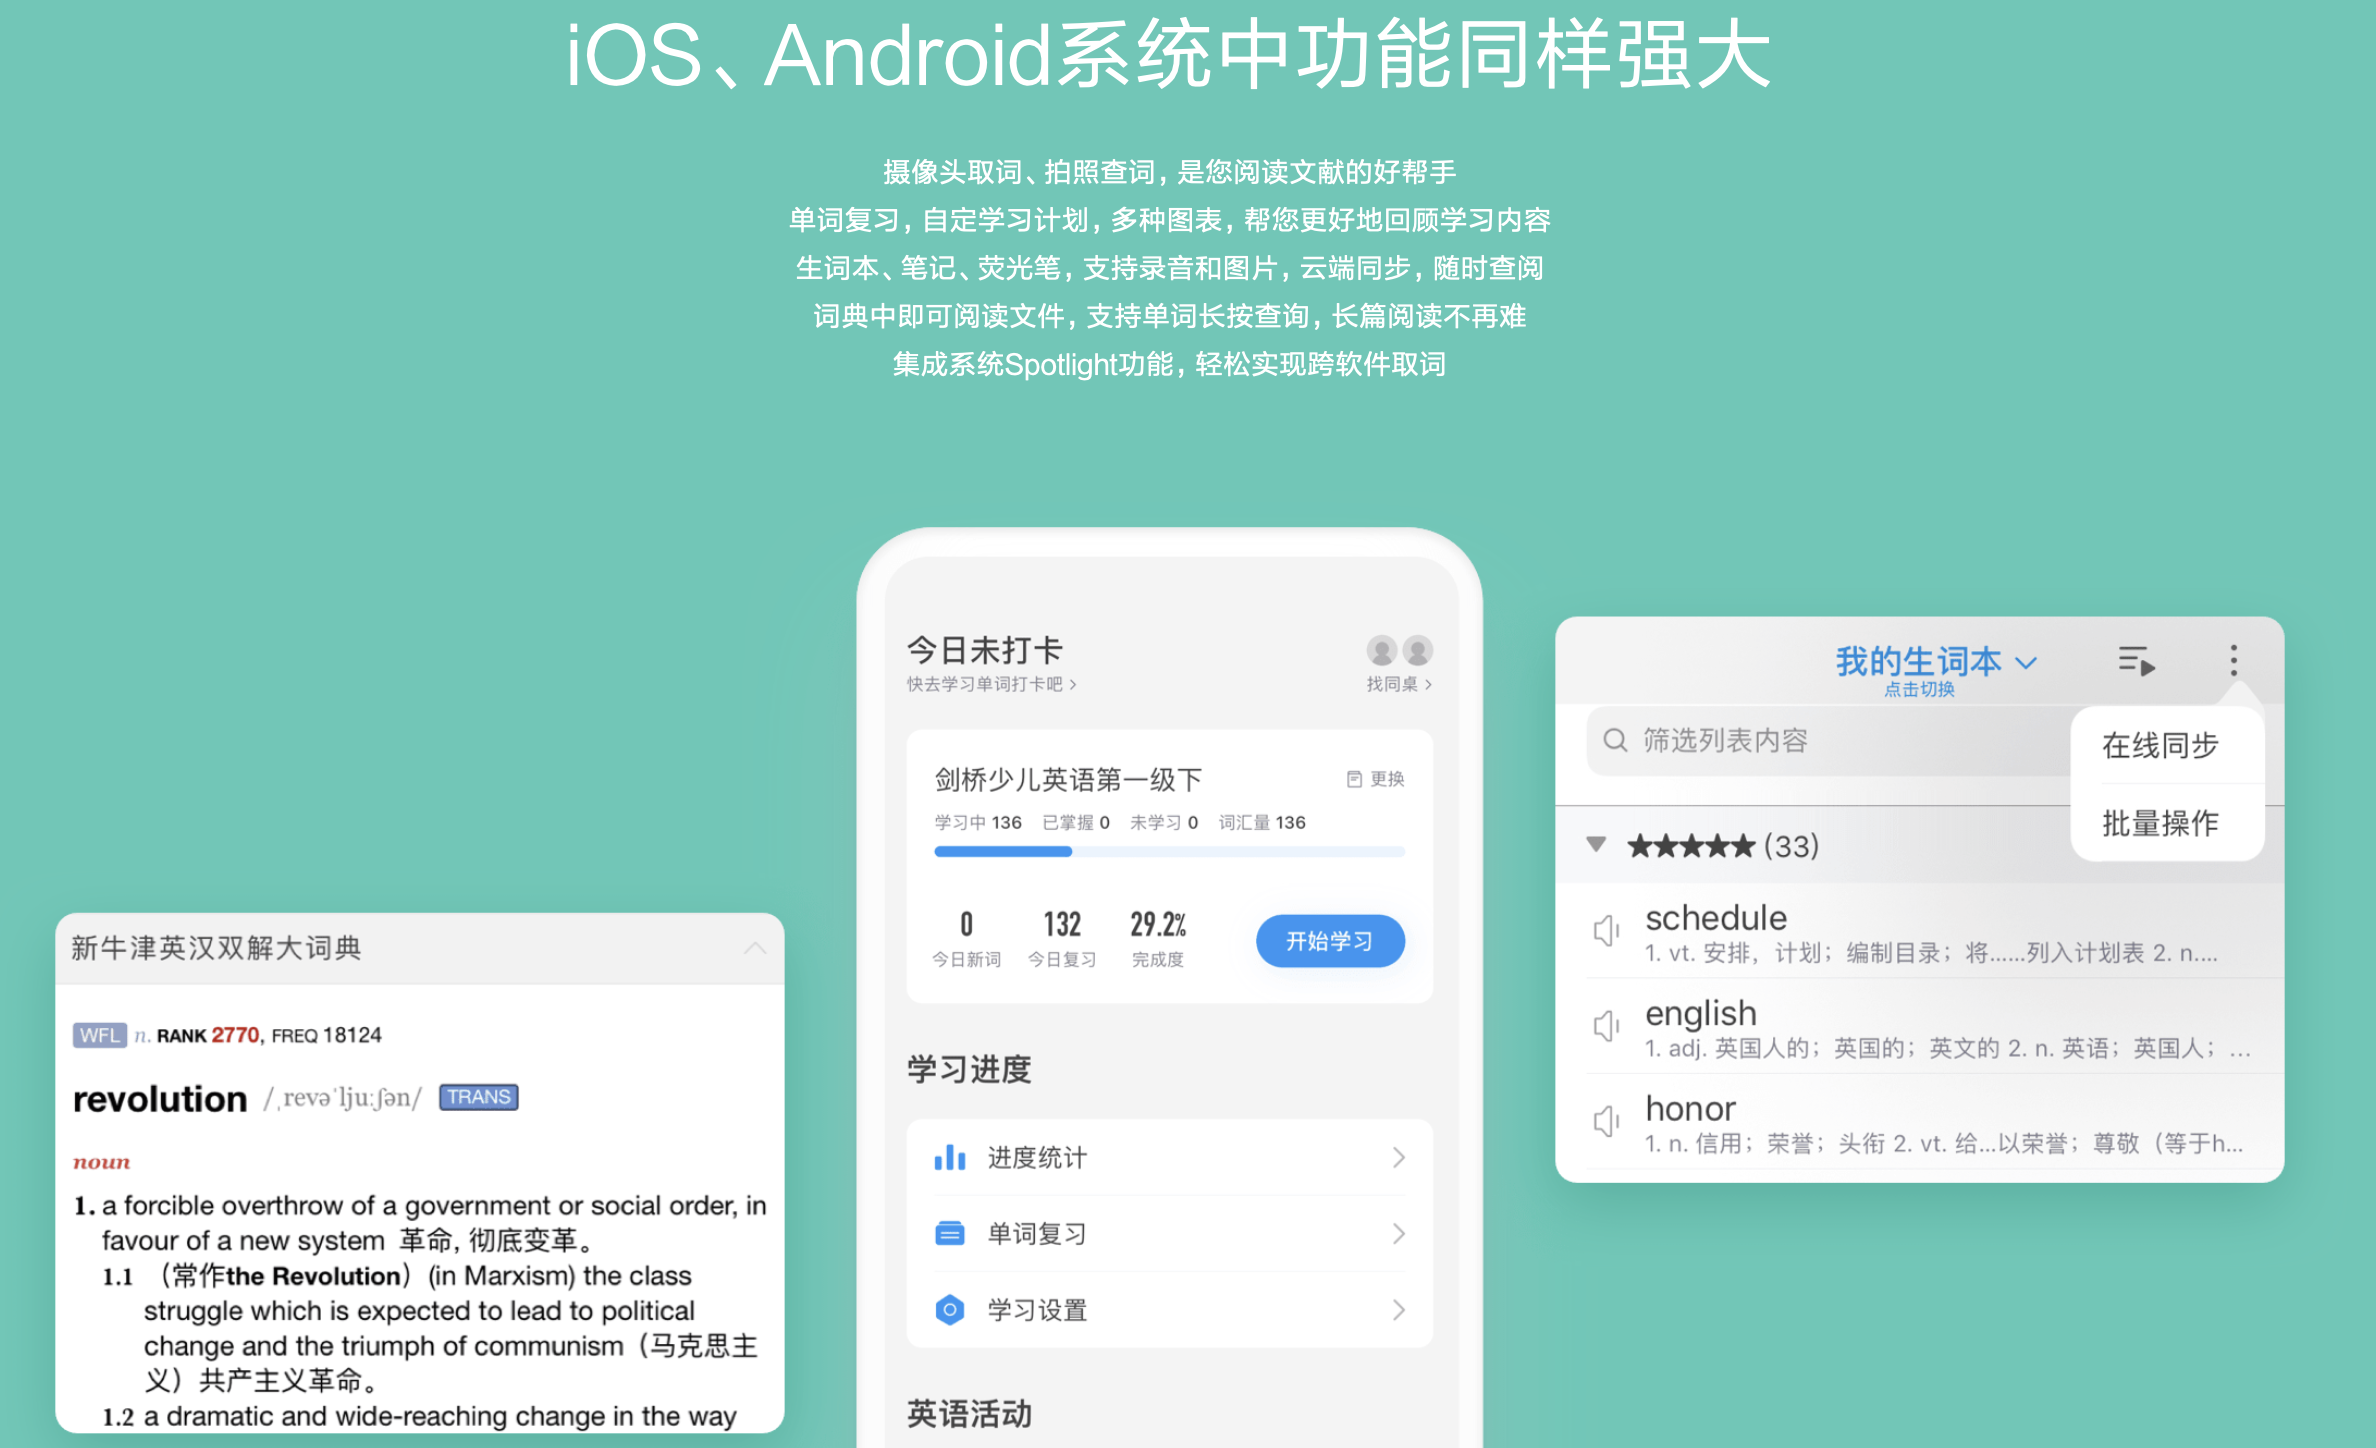 iOS、Android系统中功能同样强大
摄像头取词、拍照查词，是您阅读文献的好帮手
单词复习，自定学习计划，多种图表，帮您更好地回顾学习内容
生词本、笔记、荧光笔，支持录音和图片，云端同步，随时查阅
词典中即可阅读文件，支持单词长按查询，长篇阅读不再难
集成系统Spotlight功能，轻松实现跨软件取词
新牛津英汉双解大词典
WFL n. RANK 2770, FREQ 18124
revolution /ˌrevəˈljuːʃən/ TRANS
noun
1. a forcible overthrow of a government or social order, in
favour of a new system 革命, 彻底变革。
1.1 （常作the Revolution）(in Marxism) the class
struggle which is expected to lead to political
change and the triumph of communism（马克思主
义）共产主义革命。
1.2 a dramatic and wide-reaching change in the way
今日未打卡
快去学习单词打卡吧 >
找同桌 >
剑桥少儿英语第一级下
更换
学习中 136 已掌握 0 未学习 0 词汇量 136
0 132 29.2%
今日新词 今日复习 完成度
开始学习
学习进度
进度统计
单词复习
学习设置
英语活动
我的生词本
点击切换
筛选列表内容
在线同步
批量操作
★★★★★ (33)
schedule
1. vt. 安排，计划；编制目录；将……列入计划表 2. n....
english
1. adj. 英国人的；英国的；英文的 2. n. 英语；英国人；...
honor
1. n. 信用；荣誉；头衔 2. vt. 给...以荣誉；尊敬（等于h...